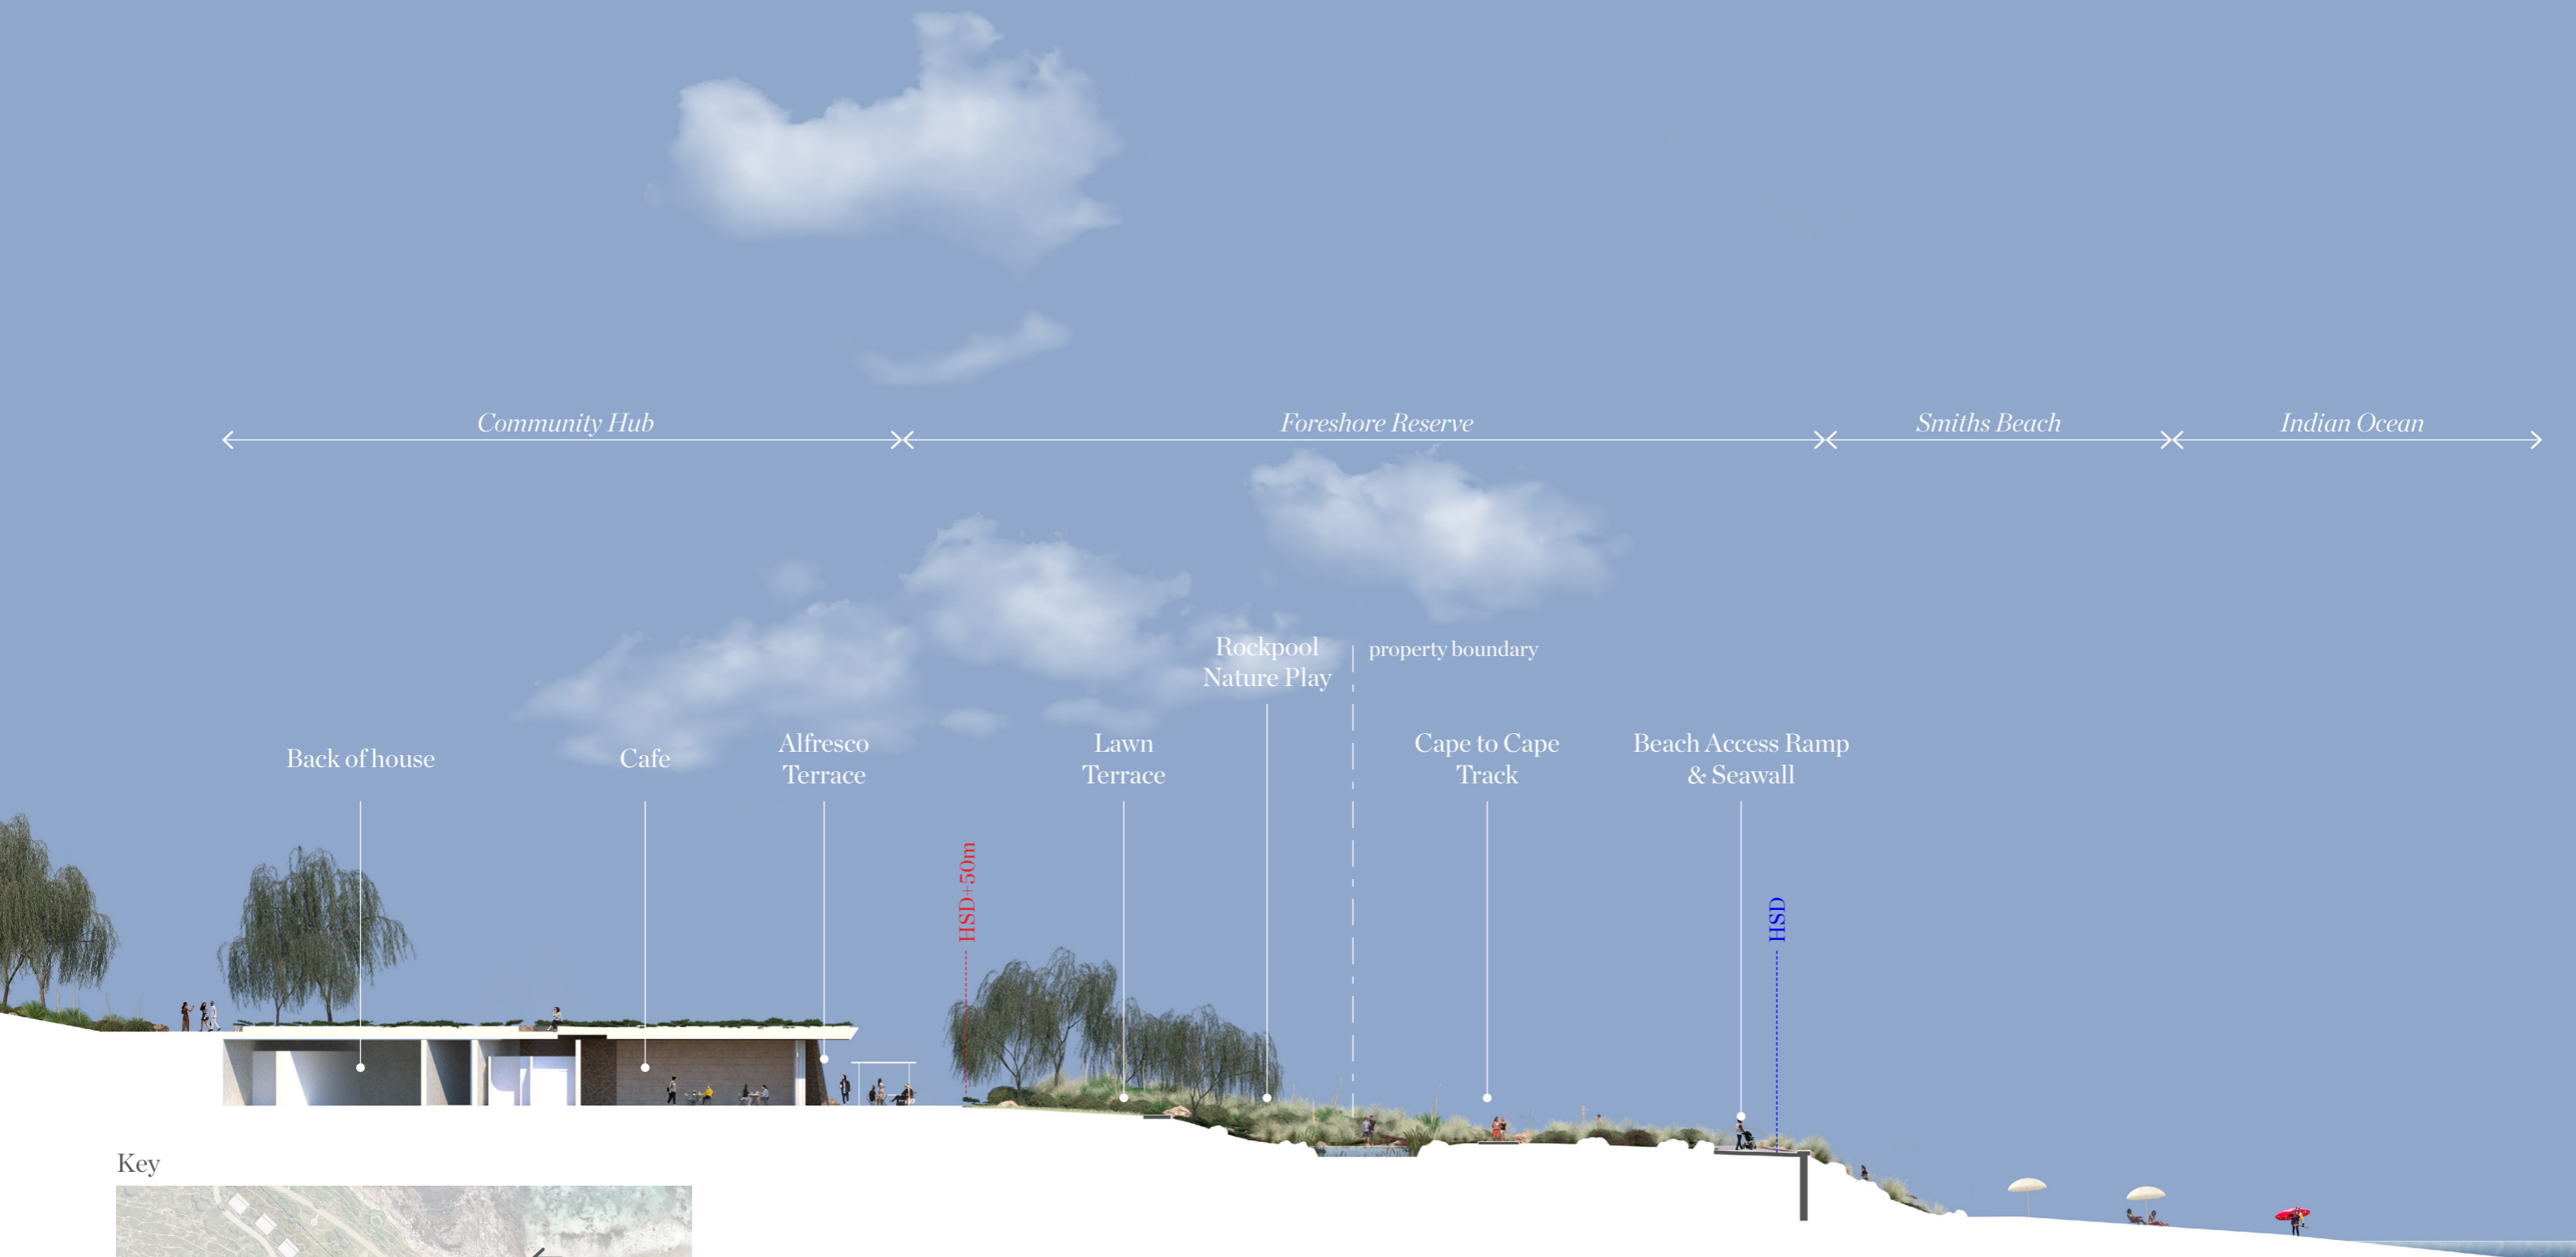 Community Hub
Foreshore Reserve
Smiths Beach
Indian Ocean
Rockpool
Nature Play
property boundary
Back of house
Cafe
Alfresco
Terrace
Lawn
Terrace
Cape to Cape
Track
Beach Access Ramp
& Seawall
HSD+50m
HSD
Key